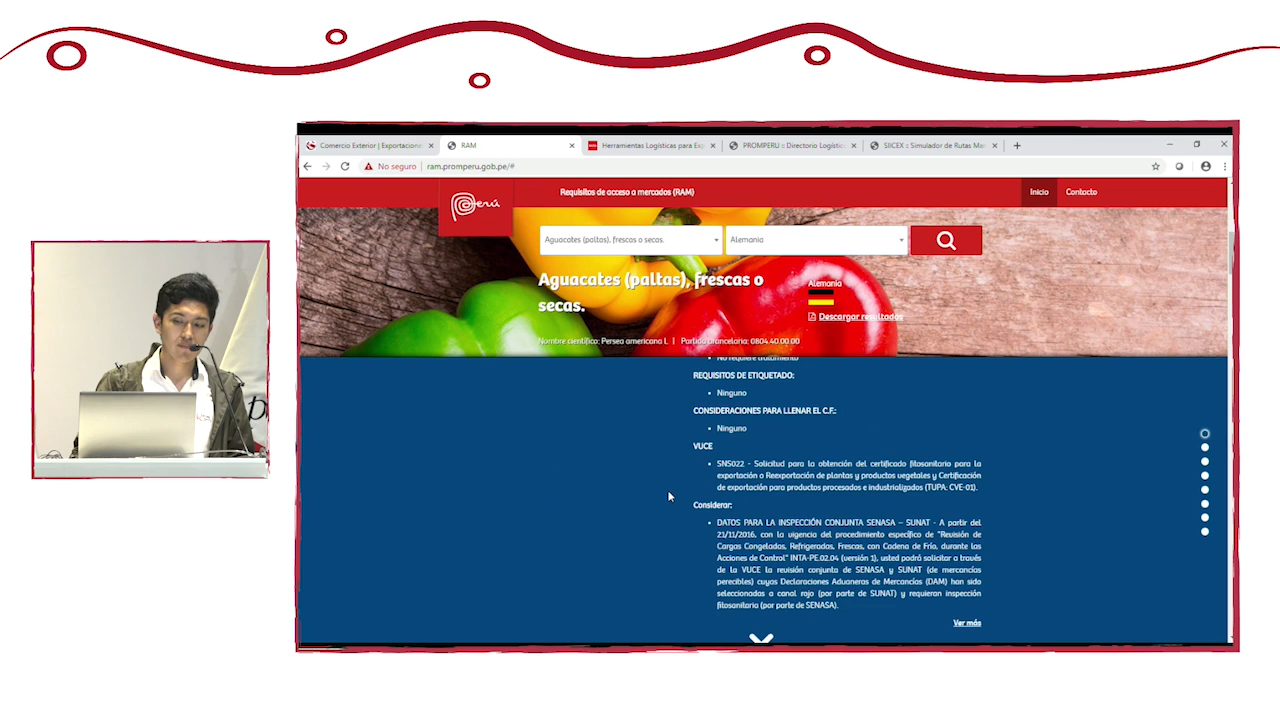 Comercio Exterior | Exportacione
RAM
Herramientas Logísticas para Exp
PROMPERU :: Directorio Logístic
SIICEX :: Simulador de Rutas Mar
No seguro | ram.promperu.gob.pe/#
Perú
Requisitos de acceso a mercados (RAM)
Inicio
Contacto
Aguacates (paltas), frescas o secas.
Alemania
Aguacates (paltas), frescas o
secas.
Alemania
Descargar resultados
Nombre científico: Persea americana L | Partida arancelaria: 0804.40.00.00
No requiere tratamiento
REQUISITOS DE ETIQUETADO:
• Ninguno
CONSIDERACIONES PARA LLENAR EL C.F.:
• Ninguno
VUCE
• SNS022 - Solicitud para la obtención del certificado fitosanitario para la
exportación o Reexportación de plantas y productos vegetales y Certificación
de exportación para productos procesados e industrializados (TUPA: CVE-01).
Considerar:
• DATOS PARA LA INSPECCIÓN CONJUNTA SENASA – SUNAT - A partir del
21/11/2016, con la vigencia del procedimiento específico de "Revisión de
Cargas Congeladas, Refrigeradas, Frescas, con Cadena de Frío, durante las
Acciones de Control" INTA-PE.02.04 (versión 1), usted podrá solicitar a través
de la VUCE la revisión conjunta de SENASA y SUNAT (de mercancías
perecibles) cuyas Declaraciones Aduaneras de Mercancías (DAM) han sido
seleccionadas a canal rojo (por parte de SUNAT) y requieran inspección
fitosanitaria (por parte de SENASA).
Ver más